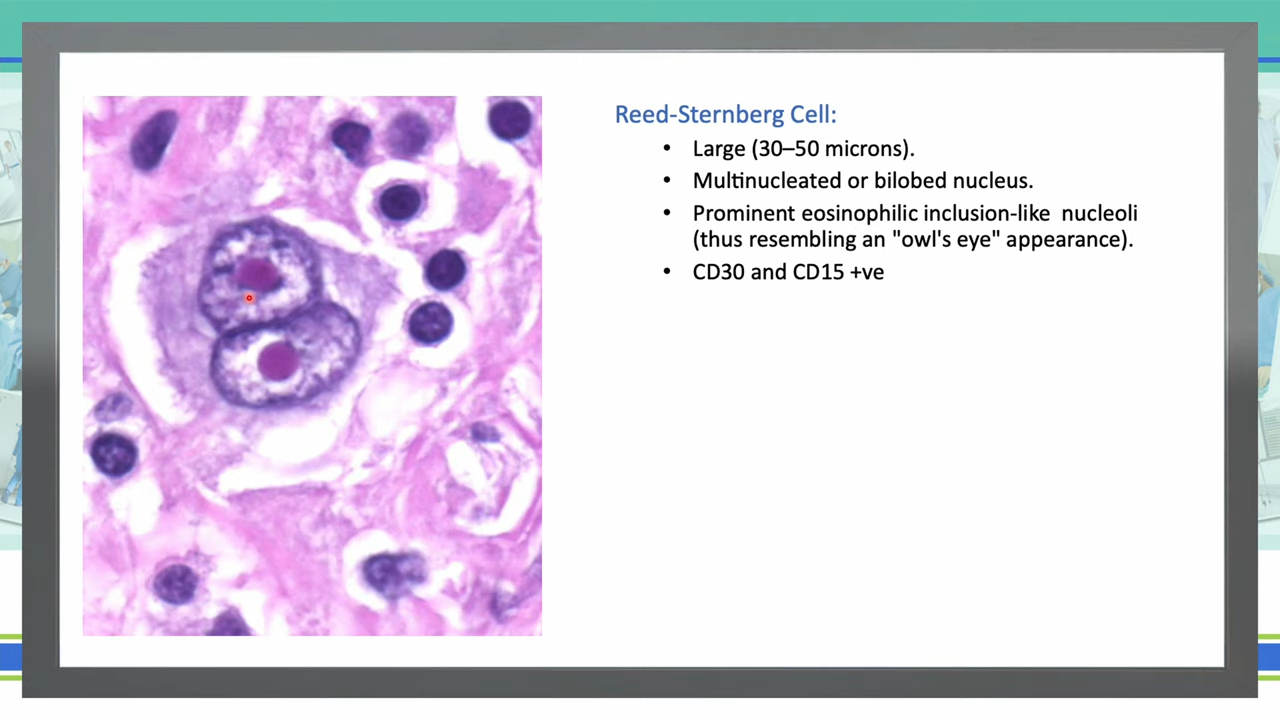 Reed-Sternberg Cell:
• Large (30–50 microns).
• Multinucleated or bilobed nucleus.
• Prominent eosinophilic inclusion-like nucleoli
(thus resembling an "owl's eye" appearance).
• CD30 and CD15 +ve